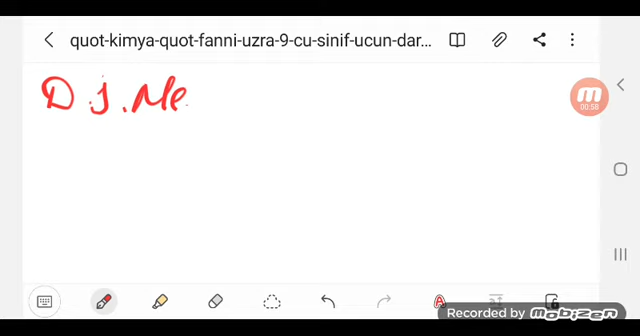 quot-kimya-quot-fanni-uzra-9-cu-sinif-ucun-dar...
D.J.Me
00:58
A
Recorded by
mobizen